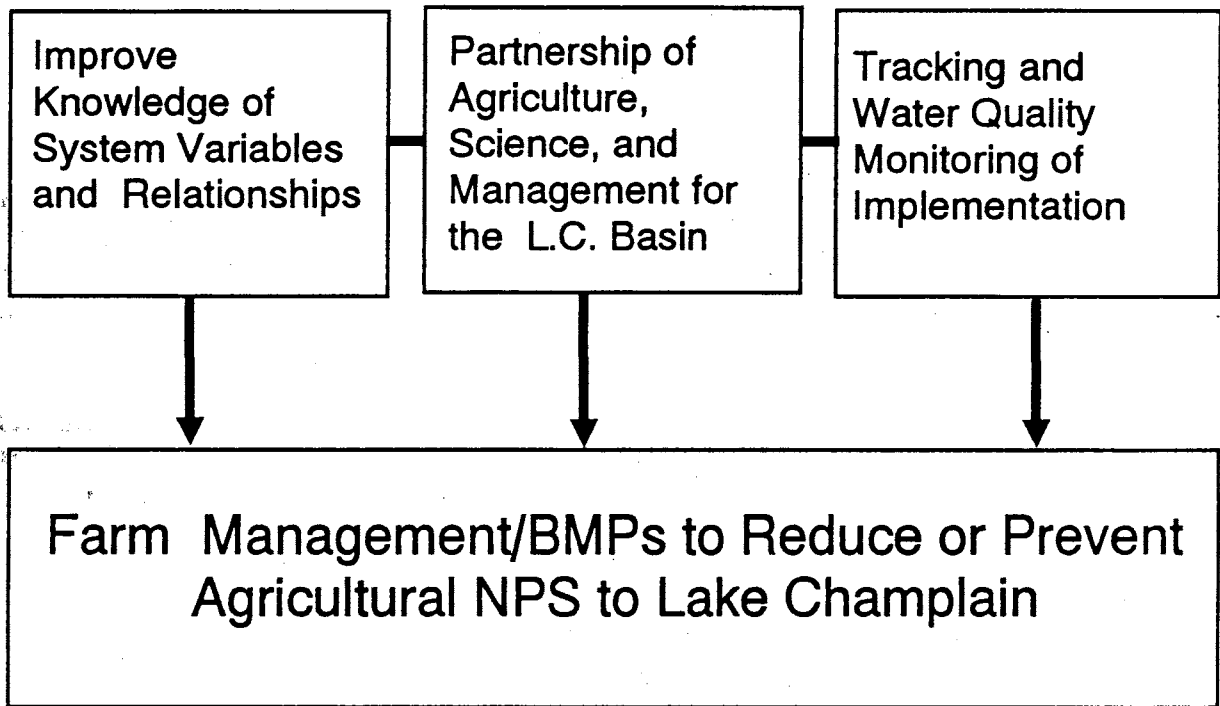 Improve
Knowledge of
System Variables
and Relationships
Partnership of
Agriculture,
Science, and
Management for
the L.C. Basin
Tracking and
Water Quality
Monitoring of
Implementation
Farm Management/BMPs to Reduce or Prevent
Agricultural NPS to Lake Champlain